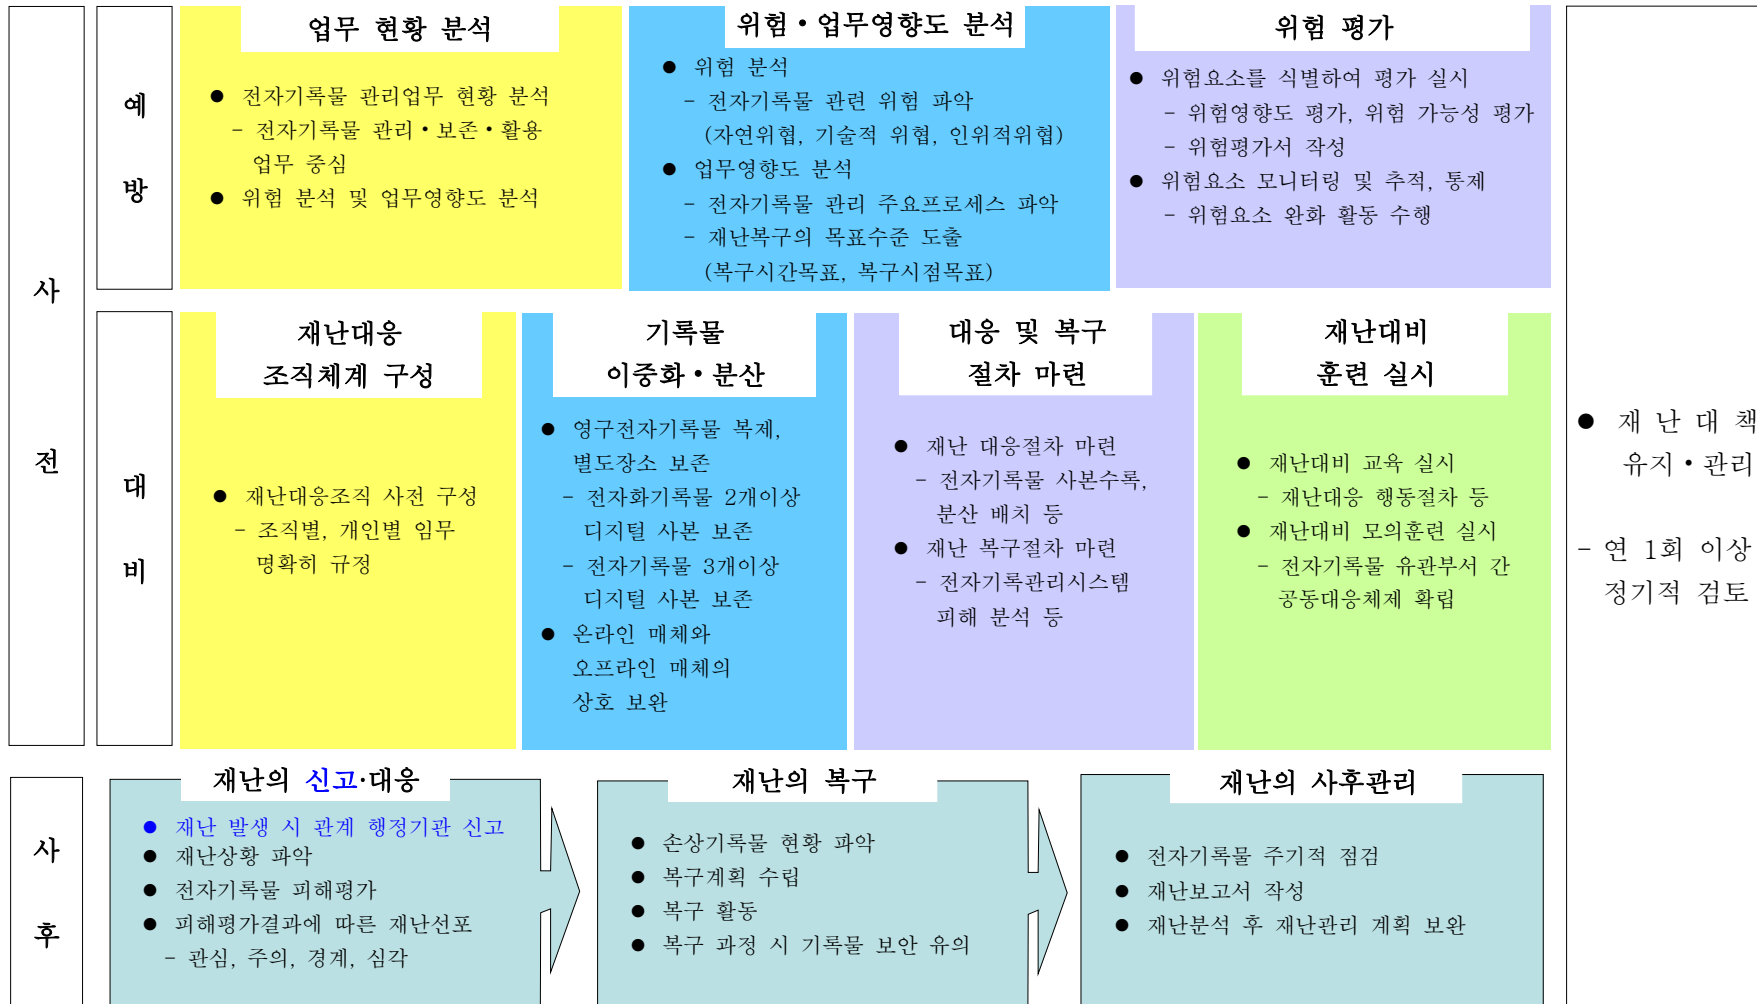 사
전
예
방
업무 현황 분석
● 전자기록물 관리업무 현황 분석
- 전자기록물 관리·보존·활용
업무 중심
● 위험 분석 및 업무영향도 분석
위험·업무영향도 분석
● 위험 분석
- 전자기록물 관련 위험 파악
(자연위협, 기술적 위협, 인위적위협)
● 업무영향도 분석
- 전자기록물 관리 주요프로세스 파악
- 재난복구의 목표수준 도출
(복구시간목표, 복구시점목표)
위험 평가
● 위험요소를 식별하여 평가 실시
- 위험영향도 평가, 위험 가능성 평가
- 위험평가서 작성
● 위험요소 모니터링 및 추적, 통제
- 위험요소 완화 활동 수행
대
비
재난대응
조직체계 구성
● 재난대응조직 사전 구성
- 조직별, 개인별 임무
명확히 규정
기록물
이중화·분산
● 영구전자기록물 복제,
별도장소 보존
- 전자화기록물 2개이상
디지털 사본 보존
- 전자기록물 3개이상
디지털 사본 보존
● 온라인 매체와
오프라인 매체의
상호 보완
대응 및 복구
절차 마련
● 재난 대응절차 마련
- 전자기록물 사본수록,
분산 배치 등
● 재난 복구절차 마련
- 전자기록관리시스템
피해 분석 등
재난대비
훈련 실시
● 재난대비 교육 실시
- 재난대응 행동절차 등
● 재난대비 모의훈련 실시
- 전자기록물 유관부서 간
공동대응체제 확립
● 재 난 대 책
유지·관리
- 연 1회 이상
정기적 검토
사
후
재난의 신고·대응
● 재난 발생 시 관계 행정기관 신고
● 재난상황 파악
● 전자기록물 피해평가
● 피해평가결과에 따른 재난선포
- 관심, 주의, 경계, 심각
재난의 복구
● 손상기록물 현황 파악
● 복구계획 수립
● 복구 활동
● 복구 과정 시 기록물 보안 유의
재난의 사후관리
● 전자기록물 주기적 점검
● 재난보고서 작성
● 재난분석 후 재난관리 계획 보완